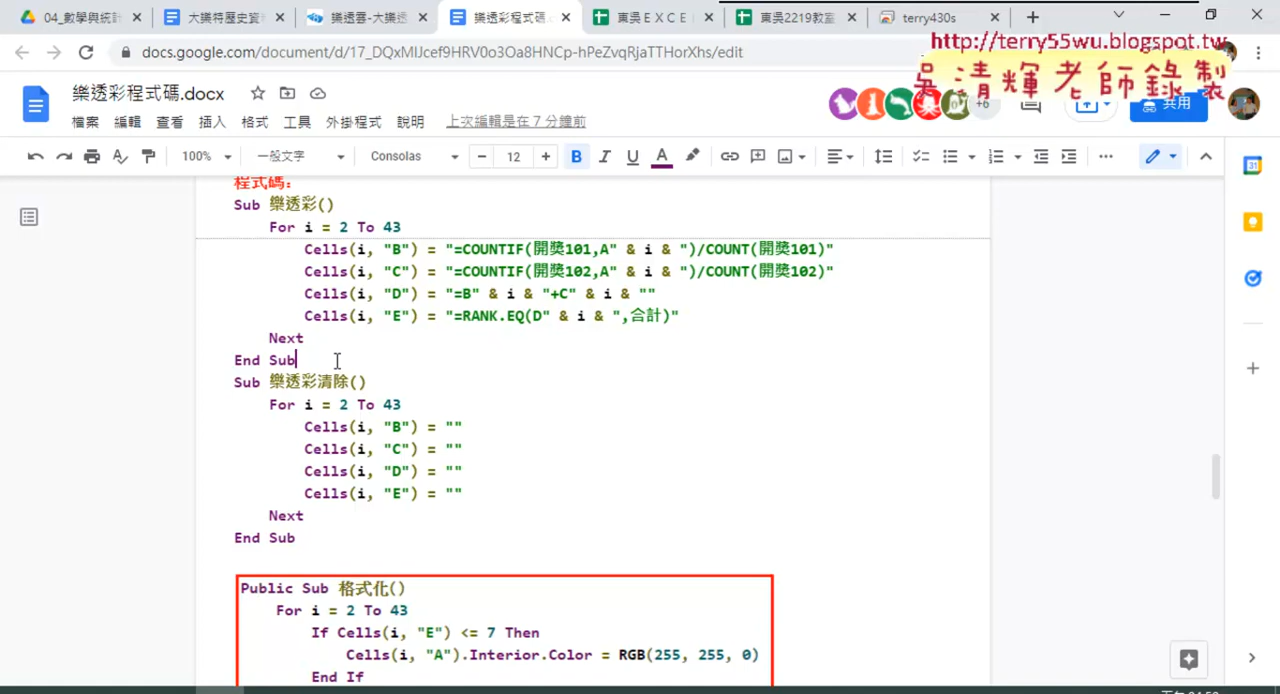 04_數學與統計
大樂特歷史資
樂透雲-大樂透
樂透彩程式碼.
東吳ＥＸＣＥ
東吳2219教室
terry430s
docs.google.com/document/d/17_DQxMlJcef9HRV0o3Oa8HNCp-hPeZvqRjaTTHorXhs/edit
http://terry55wu.blogspot.tw
吳清輝老師錄製
樂透彩程式碼.docx
+6
共用
檔案 編輯 查看 插入 格式 工具 外掛程式 說明 上次編輯是在 7 分鐘前
100% 一般文字 Consolas 12 B I U A
程式碼:
Sub 樂透彩()
For i = 2 To 43
Cells(i, "B") = "=COUNTIF(開獎101,A" & i & ")/COUNT(開獎101)"
Cells(i, "C") = "=COUNTIF(開獎102,A" & i & ")/COUNT(開獎102)"
Cells(i, "D") = "=B" & i & "+C" & i & ""
Cells(i, "E") = "=RANK.EQ(D" & i & ",合計)"
Next
End Sub
Sub 樂透彩清除()
For i = 2 To 43
Cells(i, "B") = ""
Cells(i, "C") = ""
Cells(i, "D") = ""
Cells(i, "E") = ""
Next
End Sub
Public Sub 格式化()
For i = 2 To 43
If Cells(i, "E") <= 7 Then
Cells(i, "A").Interior.Color = RGB(255, 255, 0)
End If